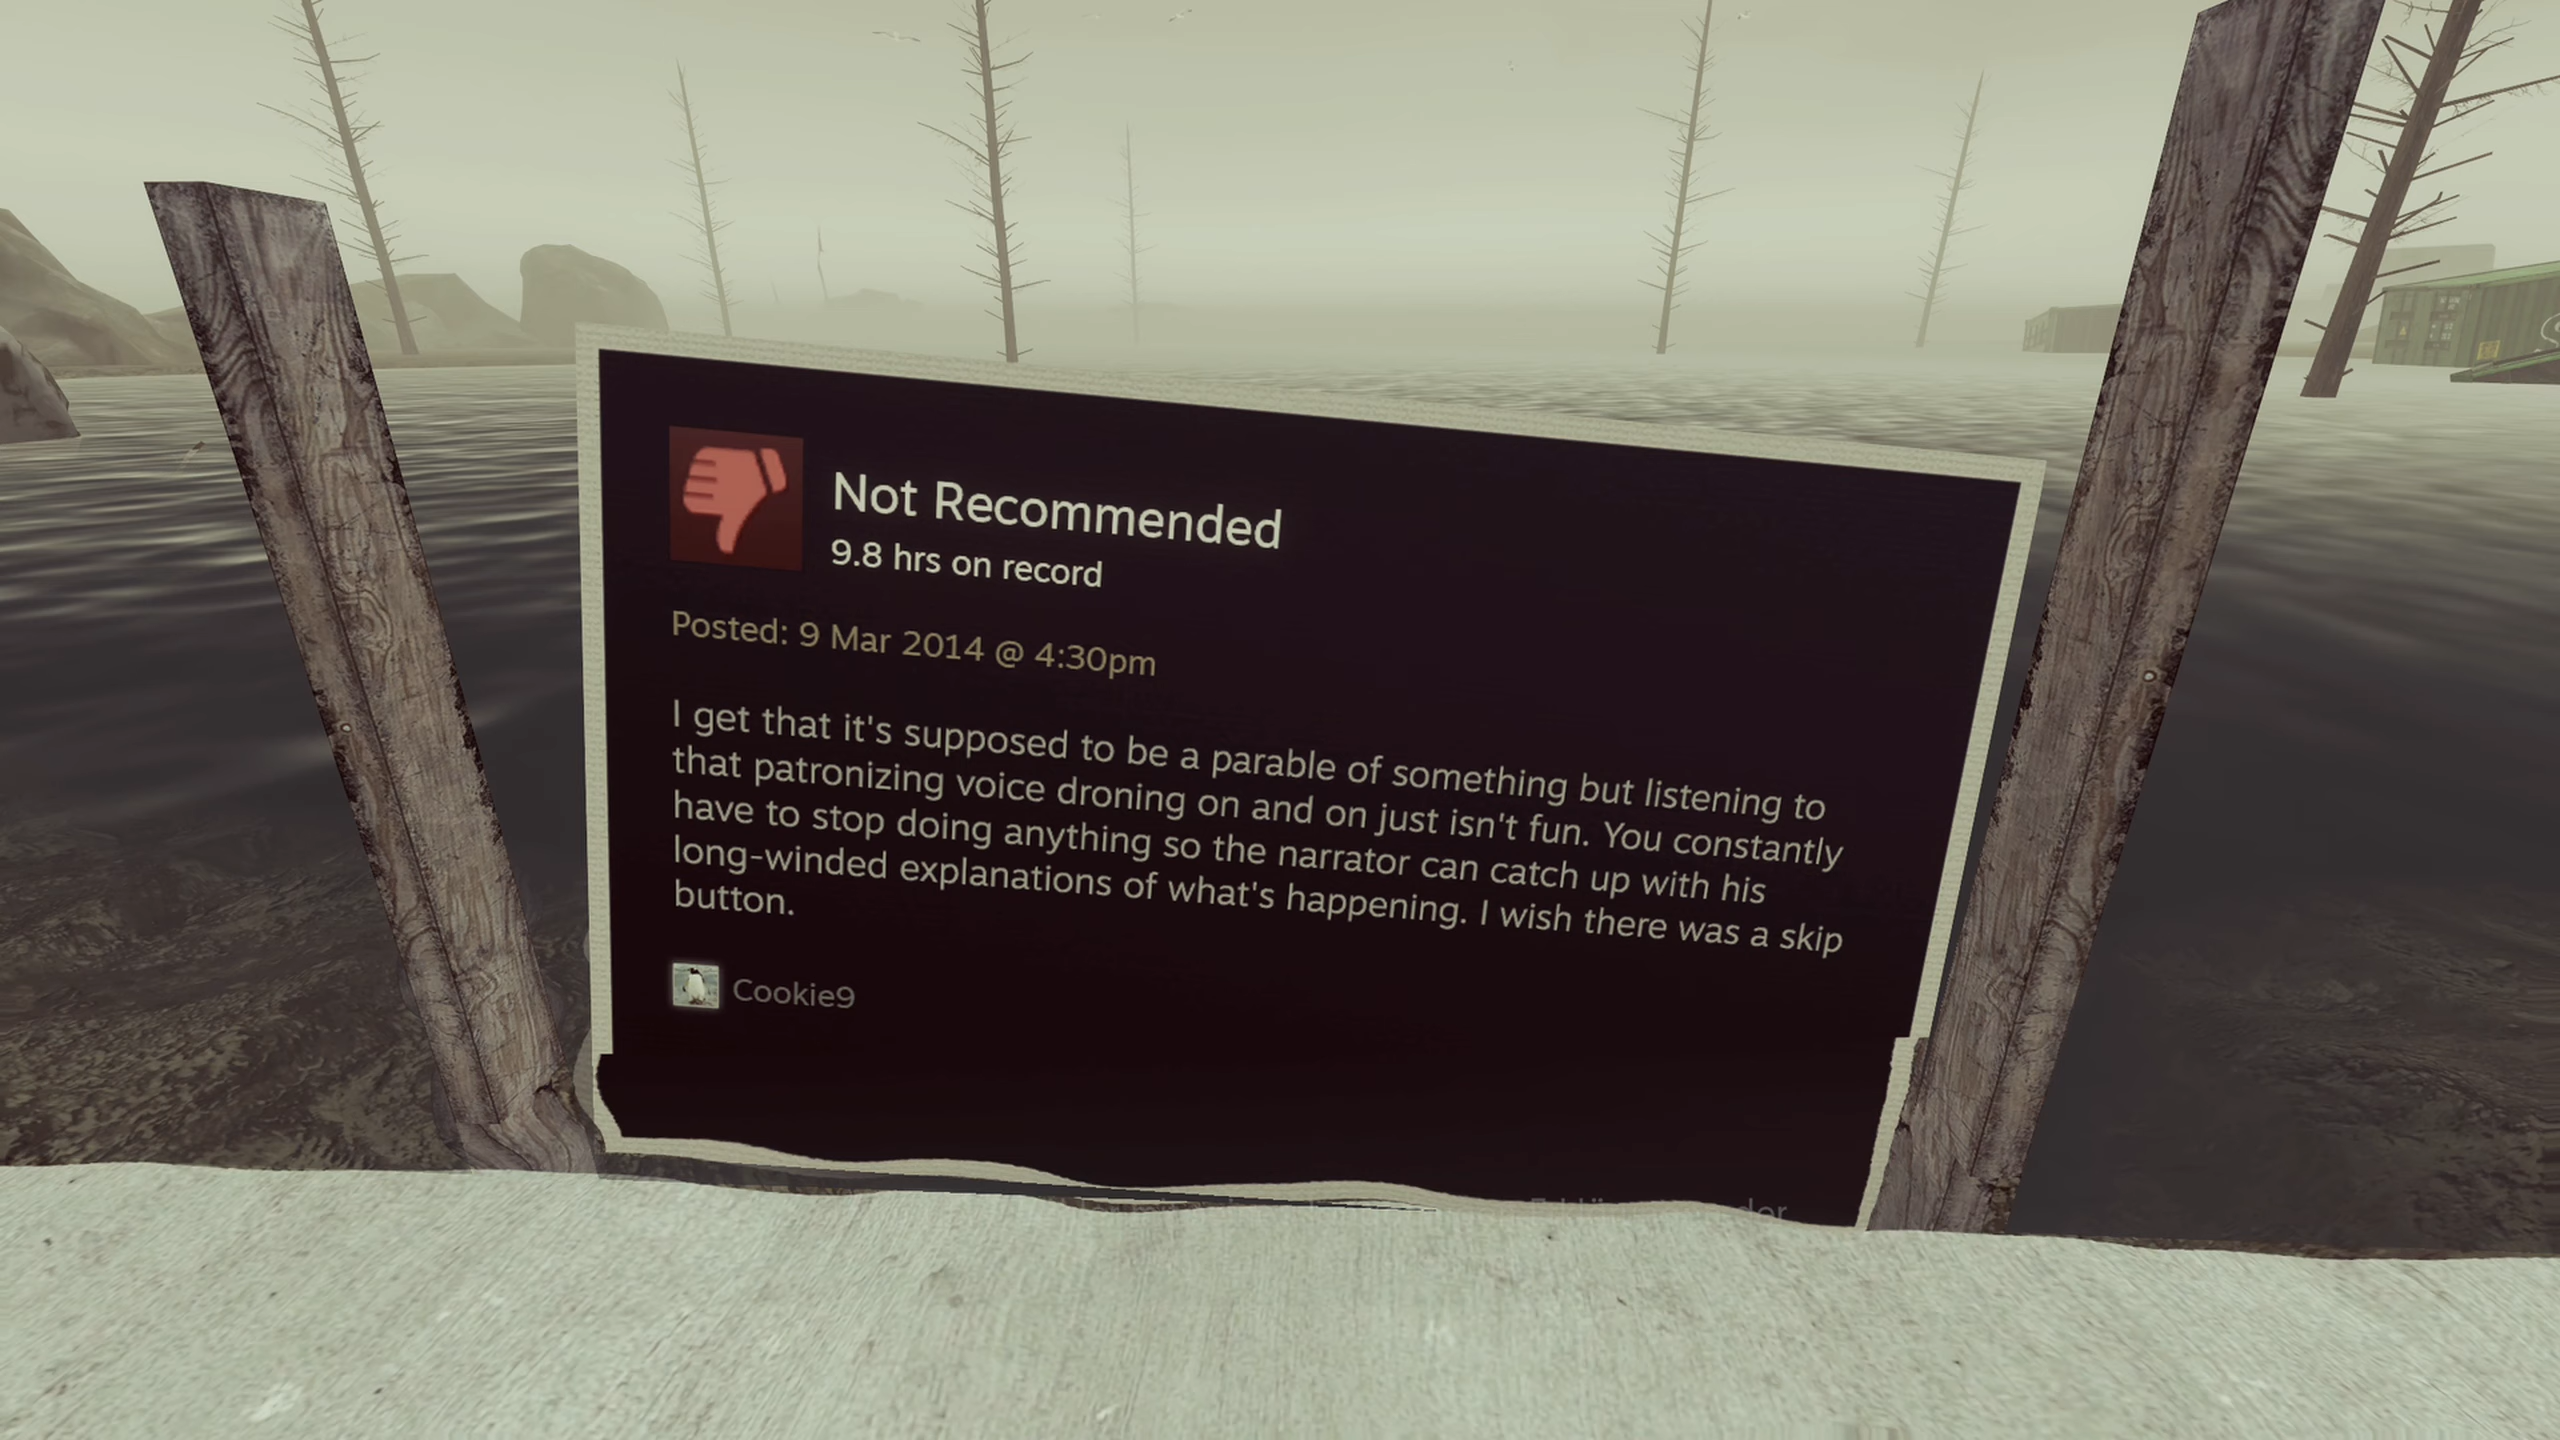 Not Recommended
9.8 hrs on record
Posted: 9 Mar 2014 @ 4:30pm
I get that it's supposed to be a parable of something but listening to
that patronizing voice droning on and on just isn't fun. You constantly
have to stop doing anything so the narrator can catch up with his
long-winded explanations of what's happening. I wish there was a skip
button.
Cookie9